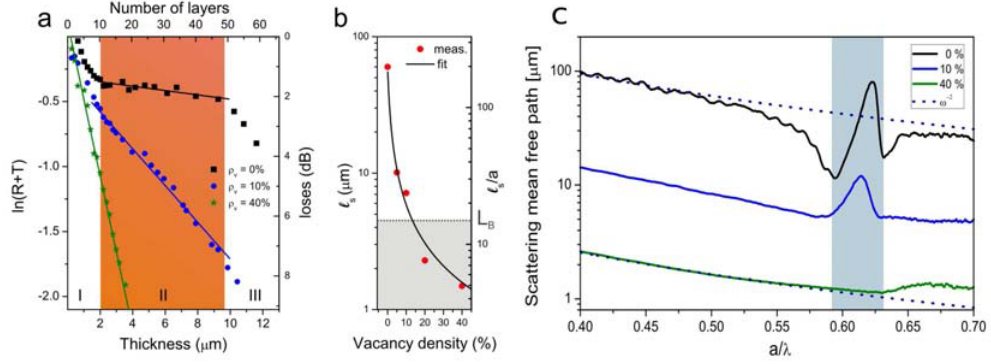 a
Number of layers
0 10 20 30 40 50 60
ln(R+T)
-0.5
-1.0
-1.5
-2.0
0
2
4
6
8
loses (dB)
ρv = 0%
ρv = 10%
ρv = 40%
I II III
2 4 6 8 10 12
Thickness (μm)
b
meas.
fit
ℓs (μm)
100
10
1
100
10
ℓs/a
LB
0 10 20 30 40
Vacancy density (%)
c
Scattering mean free path [μm]
100
10
1
0 %
10 %
40 %
ω⁻²
0.40 0.45 0.50 0.55 0.60 0.65 0.70
a/λ